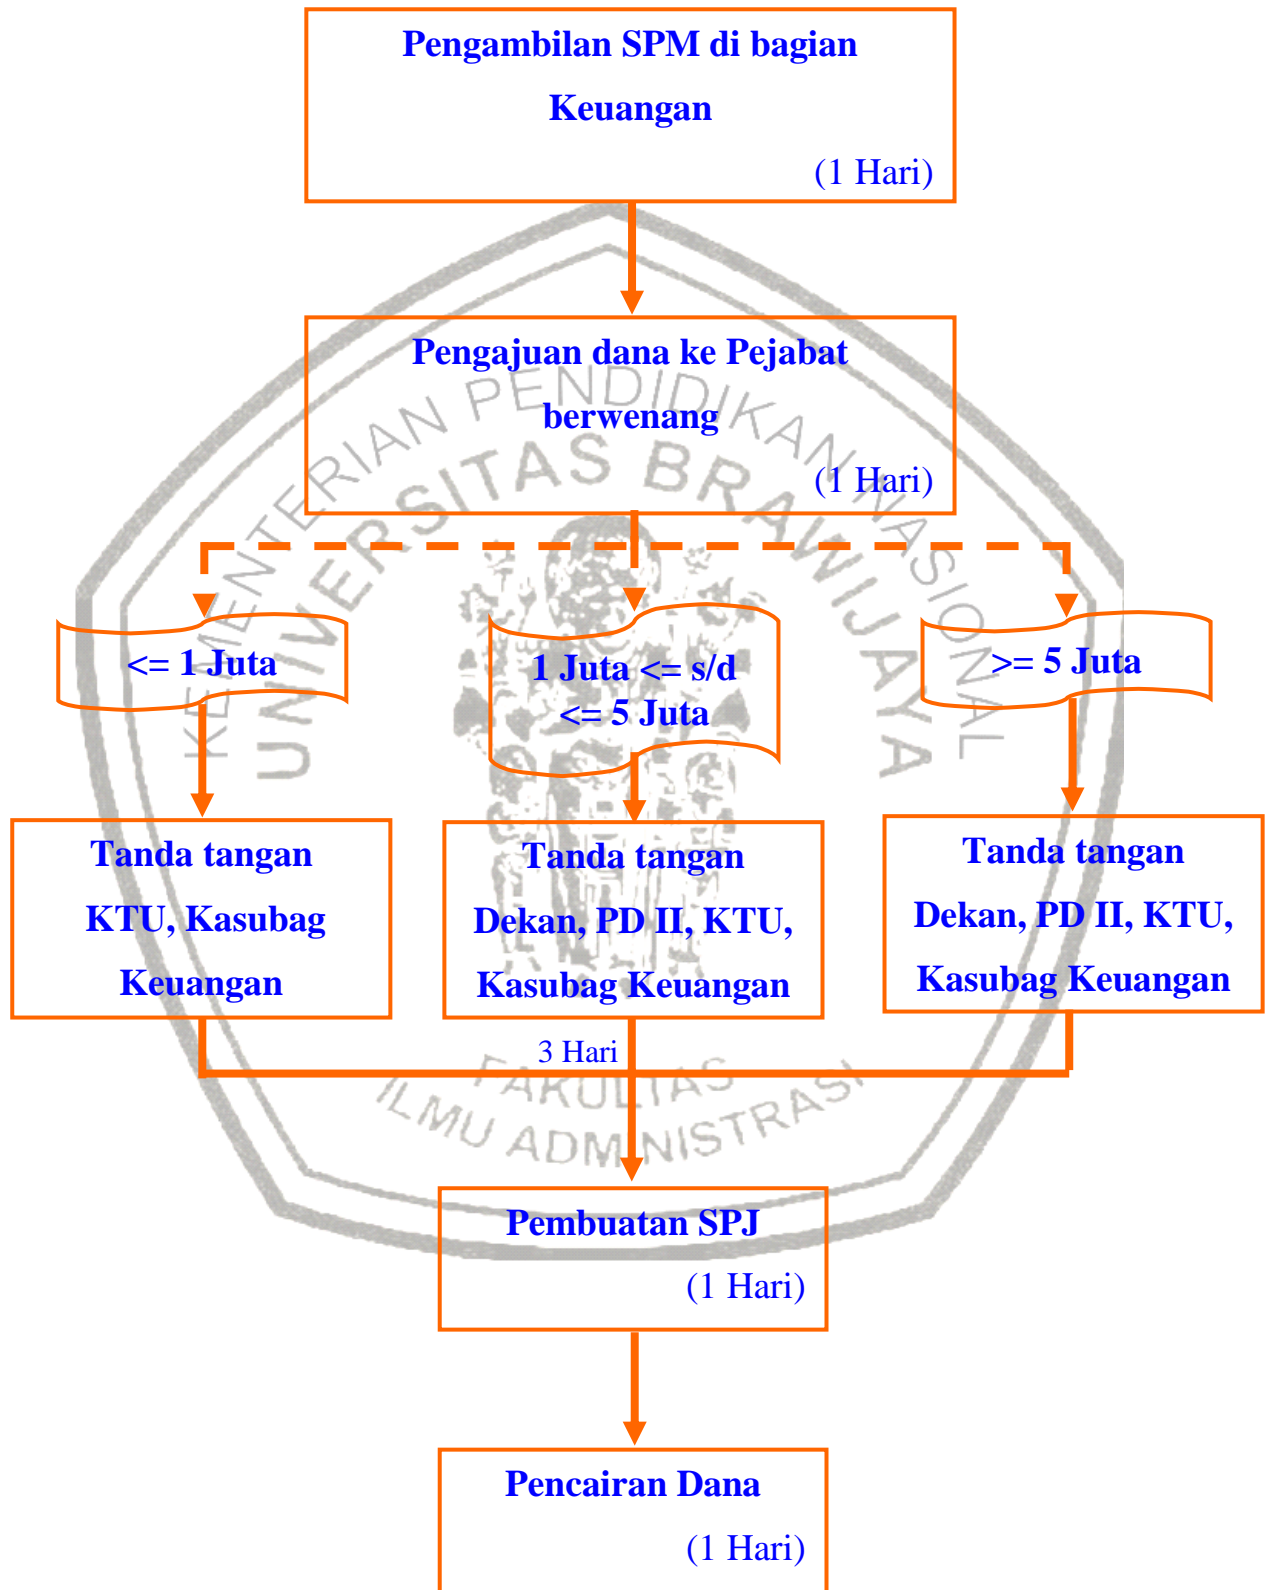 Pengambilan SPM di bagian
Keuangan
(1 Hari)
Pengajuan dana ke Pejabat
berwenang
(1 Hari)
KEMENTERIAN PENDIDIKAN NASIONAL
UNIVERSITAS BRAWIJAYA
<= 1 Juta
1 Juta <= s/d
<= 5 Juta
>= 5 Juta
Tanda tangan
KTU, Kasubag
Keuangan
Tanda tangan
Dekan, PD II, KTU,
Kasubag Keuangan
Tanda tangan
Dekan, PD II, KTU,
Kasubag Keuangan
3 Hari
FAKULTAS
ILMU ADMINISTRASI
Pembuatan SPJ
(1 Hari)
Pencairan Dana
(1 Hari)